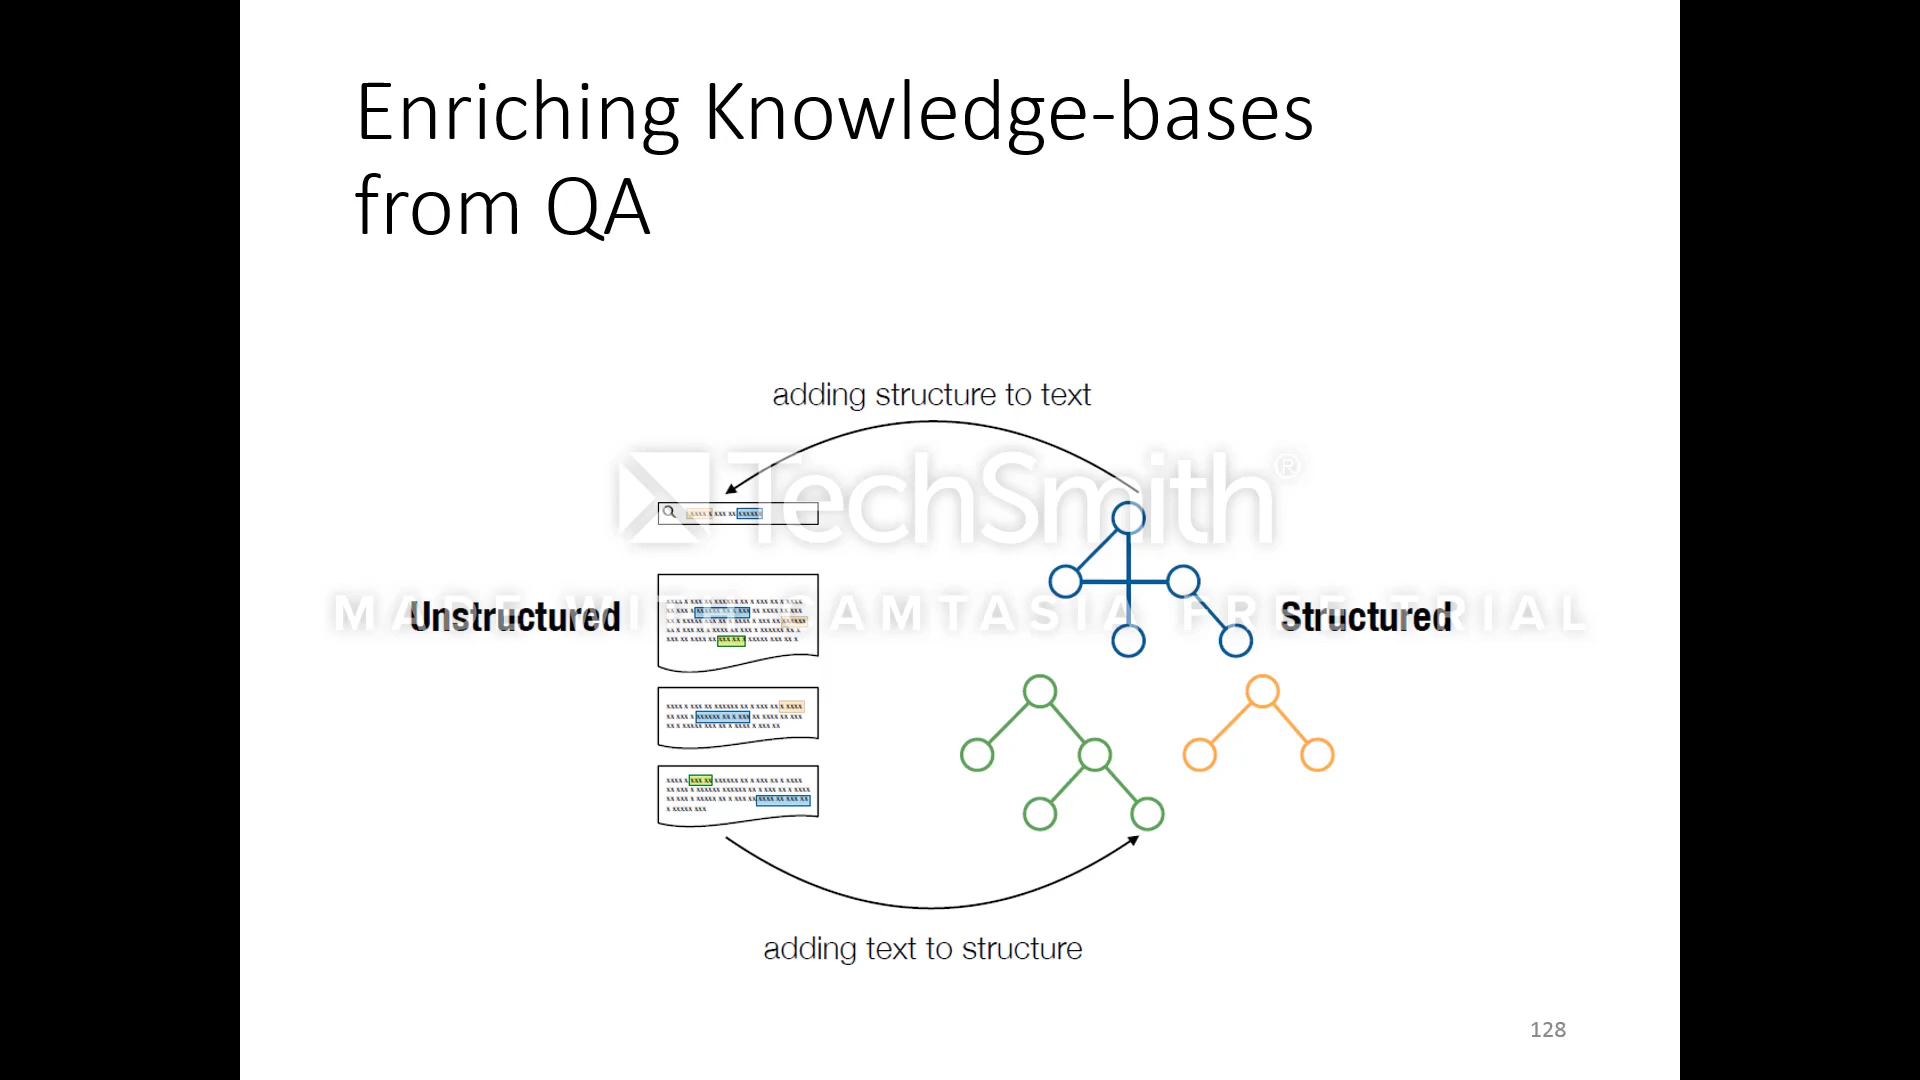 Enriching Knowledge-bases
from QA
adding structure to text
TechSmith®
MADE WITH CAMTASIA FREE TRIAL
Unstructured
Structured
adding text to structure
128